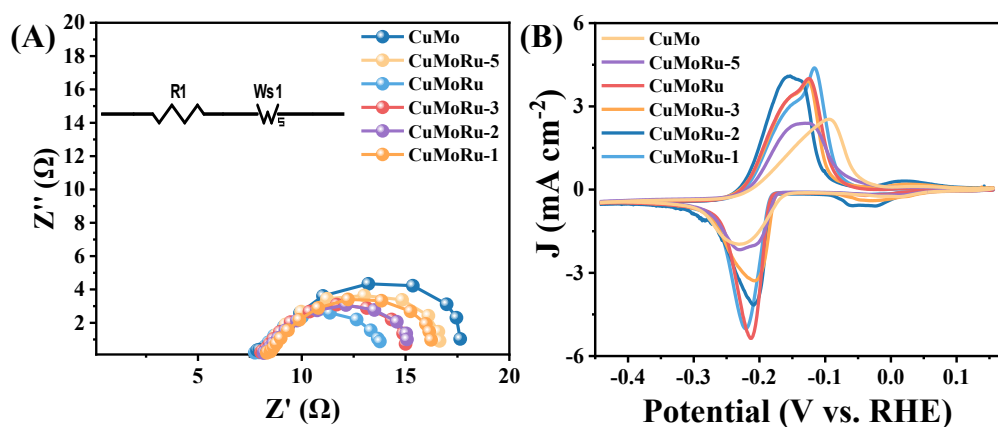 (A)
20
18
16
14
12
10
8
6
4
2
5
10
15
20
Z'' (Ω)
Z' (Ω)
R1
Ws1
S
CuMo
CuMoRu-5
CuMoRu
CuMoRu-3
CuMoRu-2
CuMoRu-1
(B)
6
3
0
-3
-6
-0.4
-0.3
-0.2
-0.1
0.0
0.1
J (mA cm-2)
Potential (V vs. RHE)
CuMo
CuMoRu-5
CuMoRu
CuMoRu-3
CuMoRu-2
CuMoRu-1